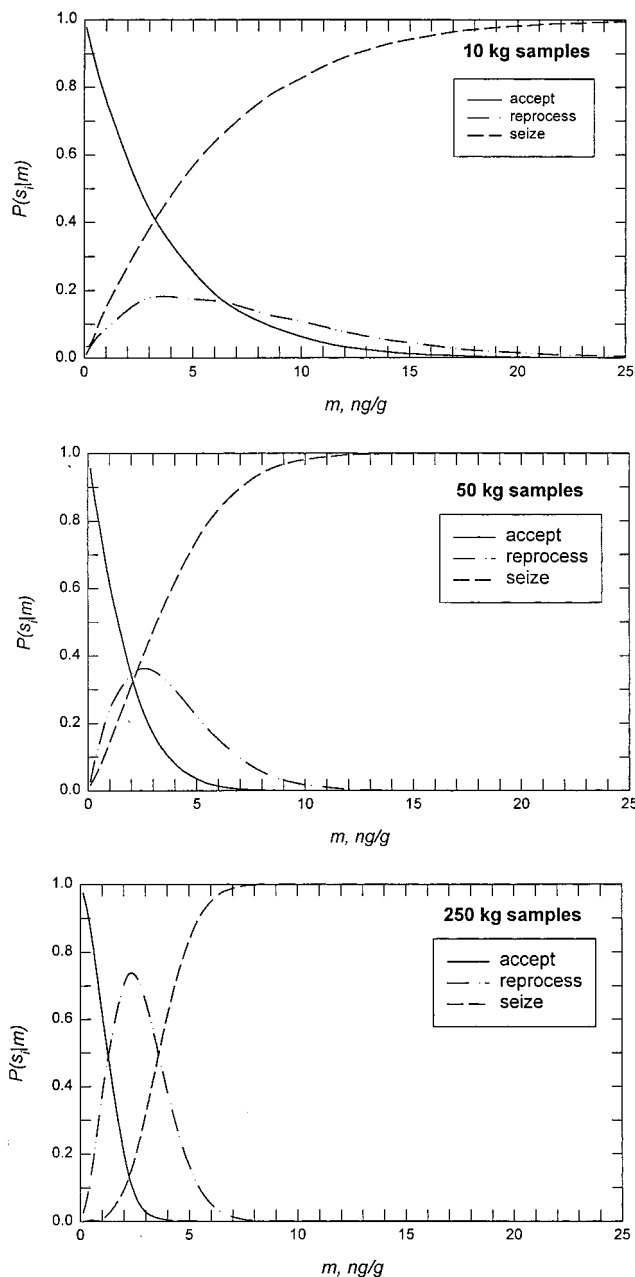 1.0
0.8
0.6
0.4
0.2
0.0
P(sᵢ|m)
10 kg samples
accept
reprocess
seize
0 5 10 15 20 25
m, ng/g
1.0
0.8
0.6
0.4
0.2
0.0
P(sᵢ|m)
50 kg samples
accept
reprocess
seize
0 5 10 15 20 25
m, ng/g
1.0
0.8
0.6
0.4
0.2
0.0
P(sᵢ|m)
250 kg samples
accept
reprocess
seize
0 5 10 15 20 25
m, ng/g